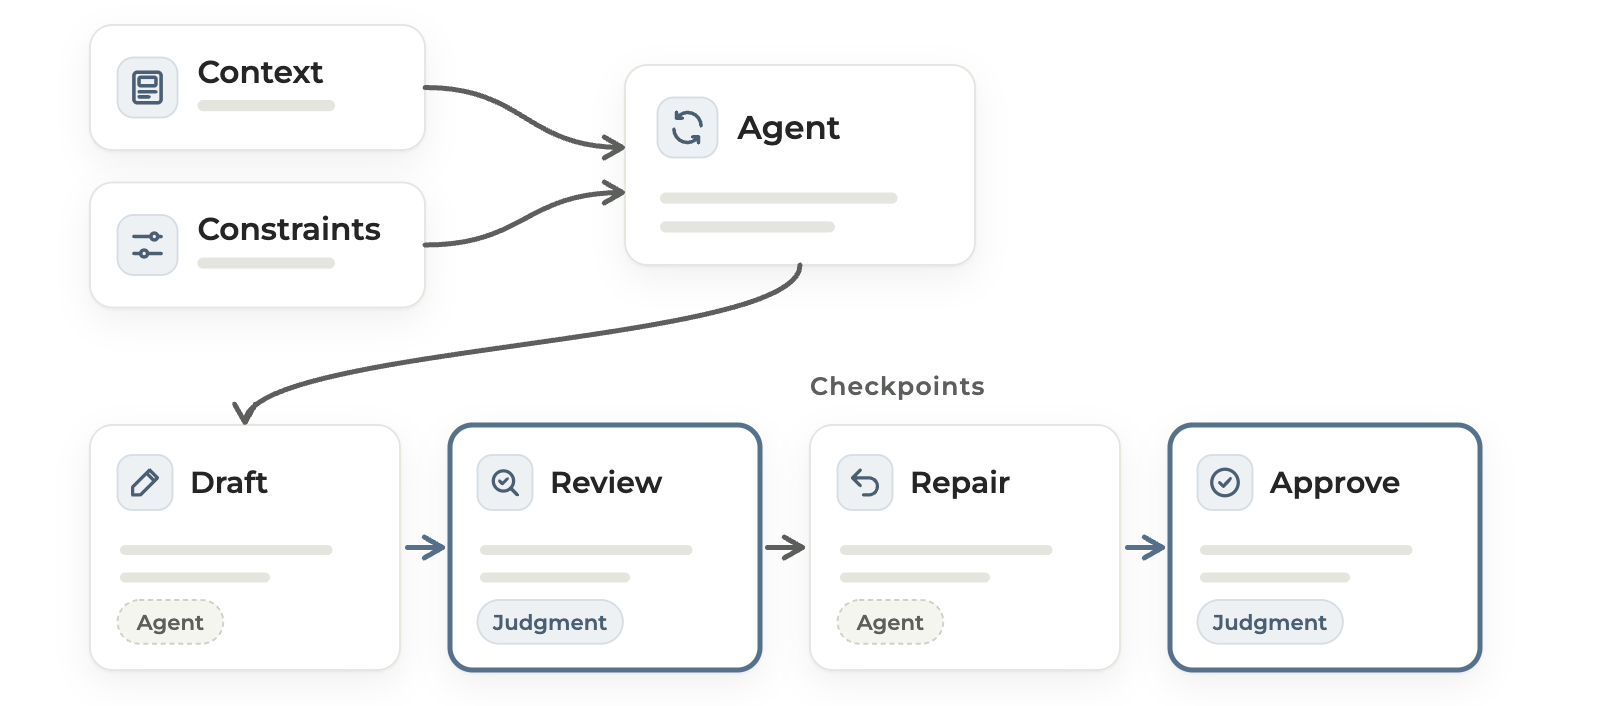 Context
Constraints
Agent
Checkpoints
Draft
Agent
Review
Judgment
Repair
Agent
Approve
Judgment